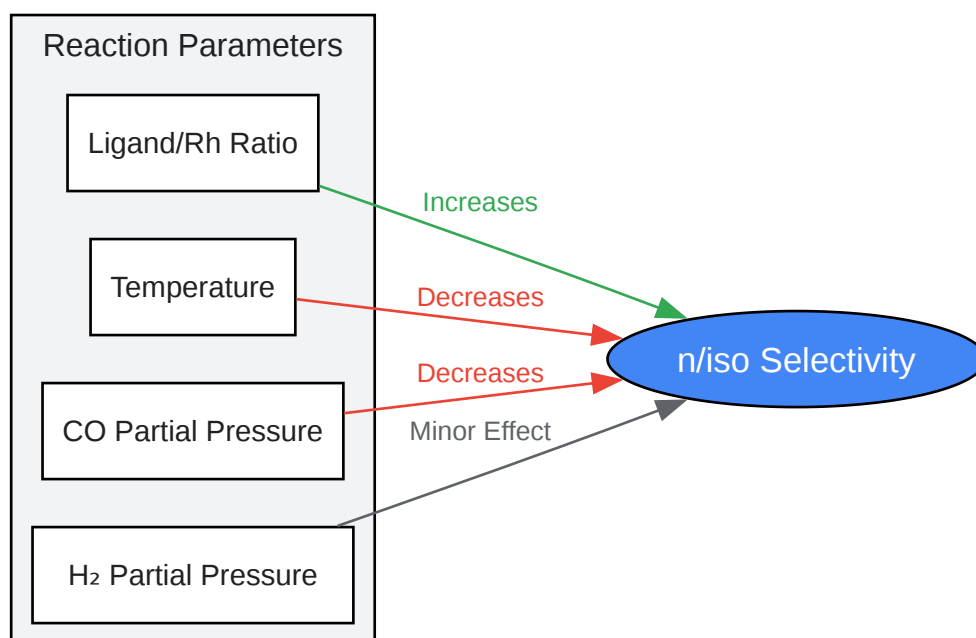 Reaction Parameters
Ligand/Rh Ratio
Increases
Temperature
Decreases
n/iso Selectivity
Decreases
CO Partial Pressure
Minor Effect
H₂ Partial Pressure